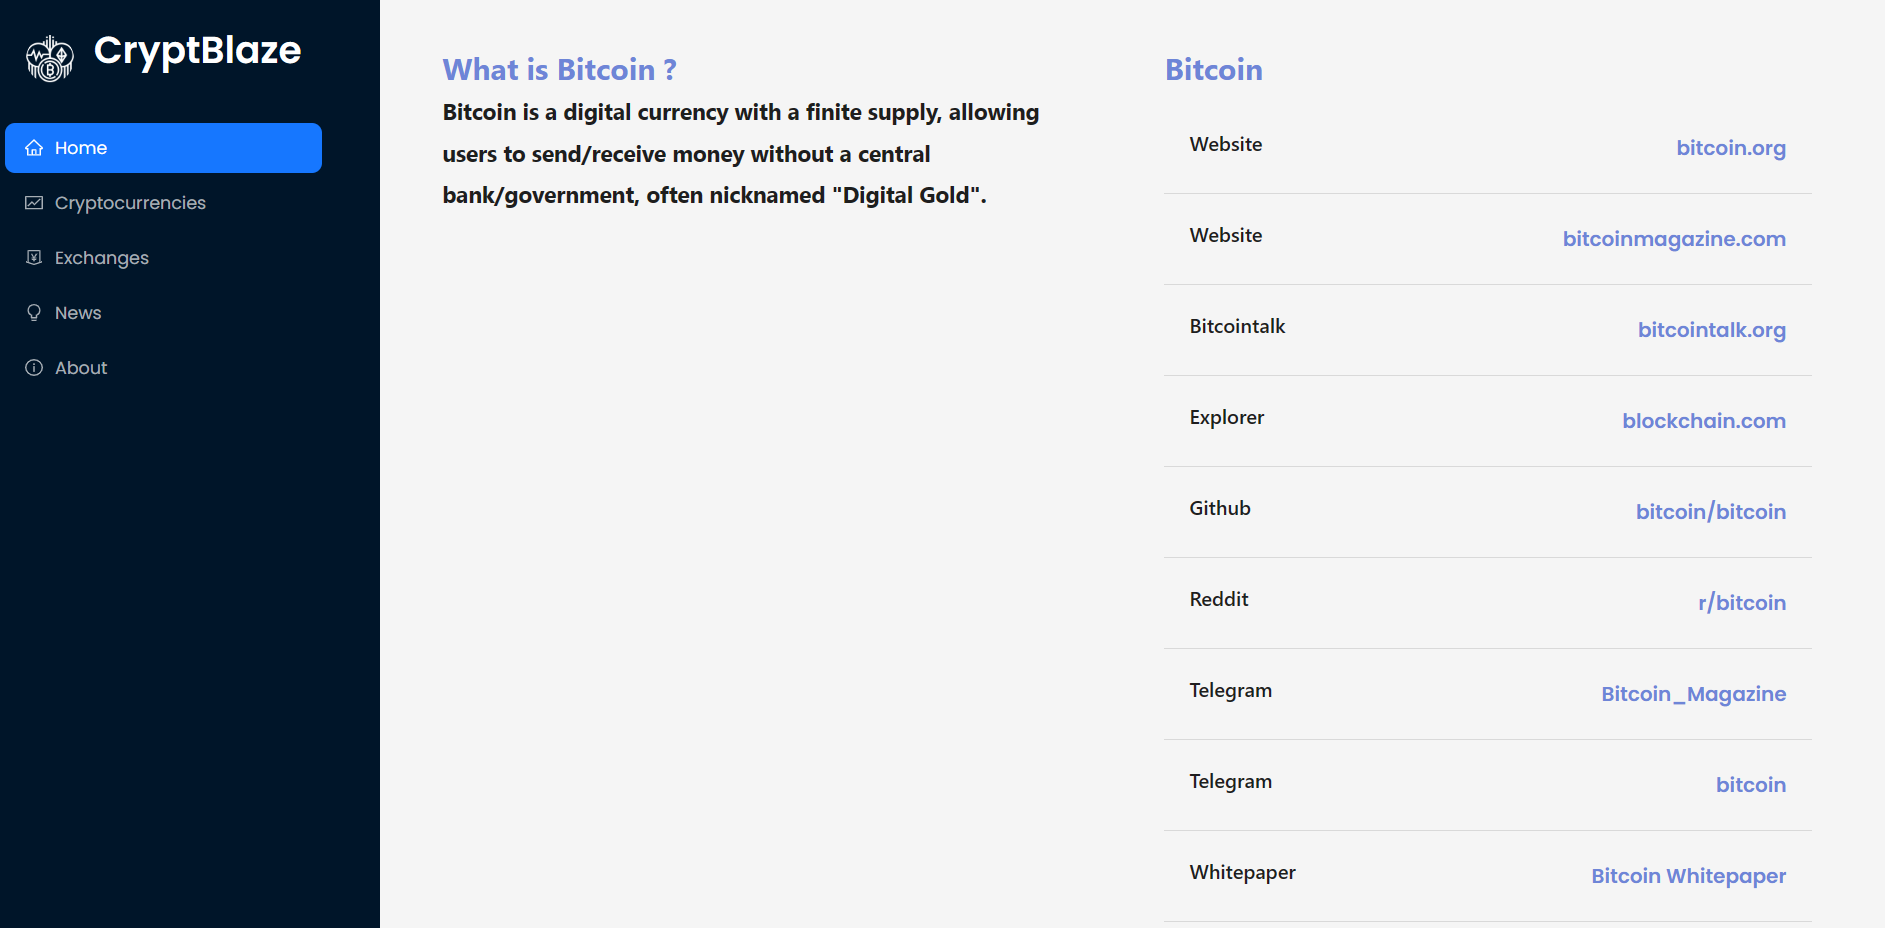 CryptBlaze
Home
Cryptocurrencies
Exchanges
News
About
What is Bitcoin ?
Bitcoin is a digital currency with a finite supply, allowing
users to send/receive money without a central
bank/government, often nicknamed "Digital Gold".
Bitcoin
Website bitcoin.org
Website bitcoinmagazine.com
Bitcointalk bitcointalk.org
Explorer blockchain.com
Github bitcoin/bitcoin
Reddit r/bitcoin
Telegram Bitcoin_Magazine
Telegram bitcoin
Whitepaper Bitcoin Whitepaper